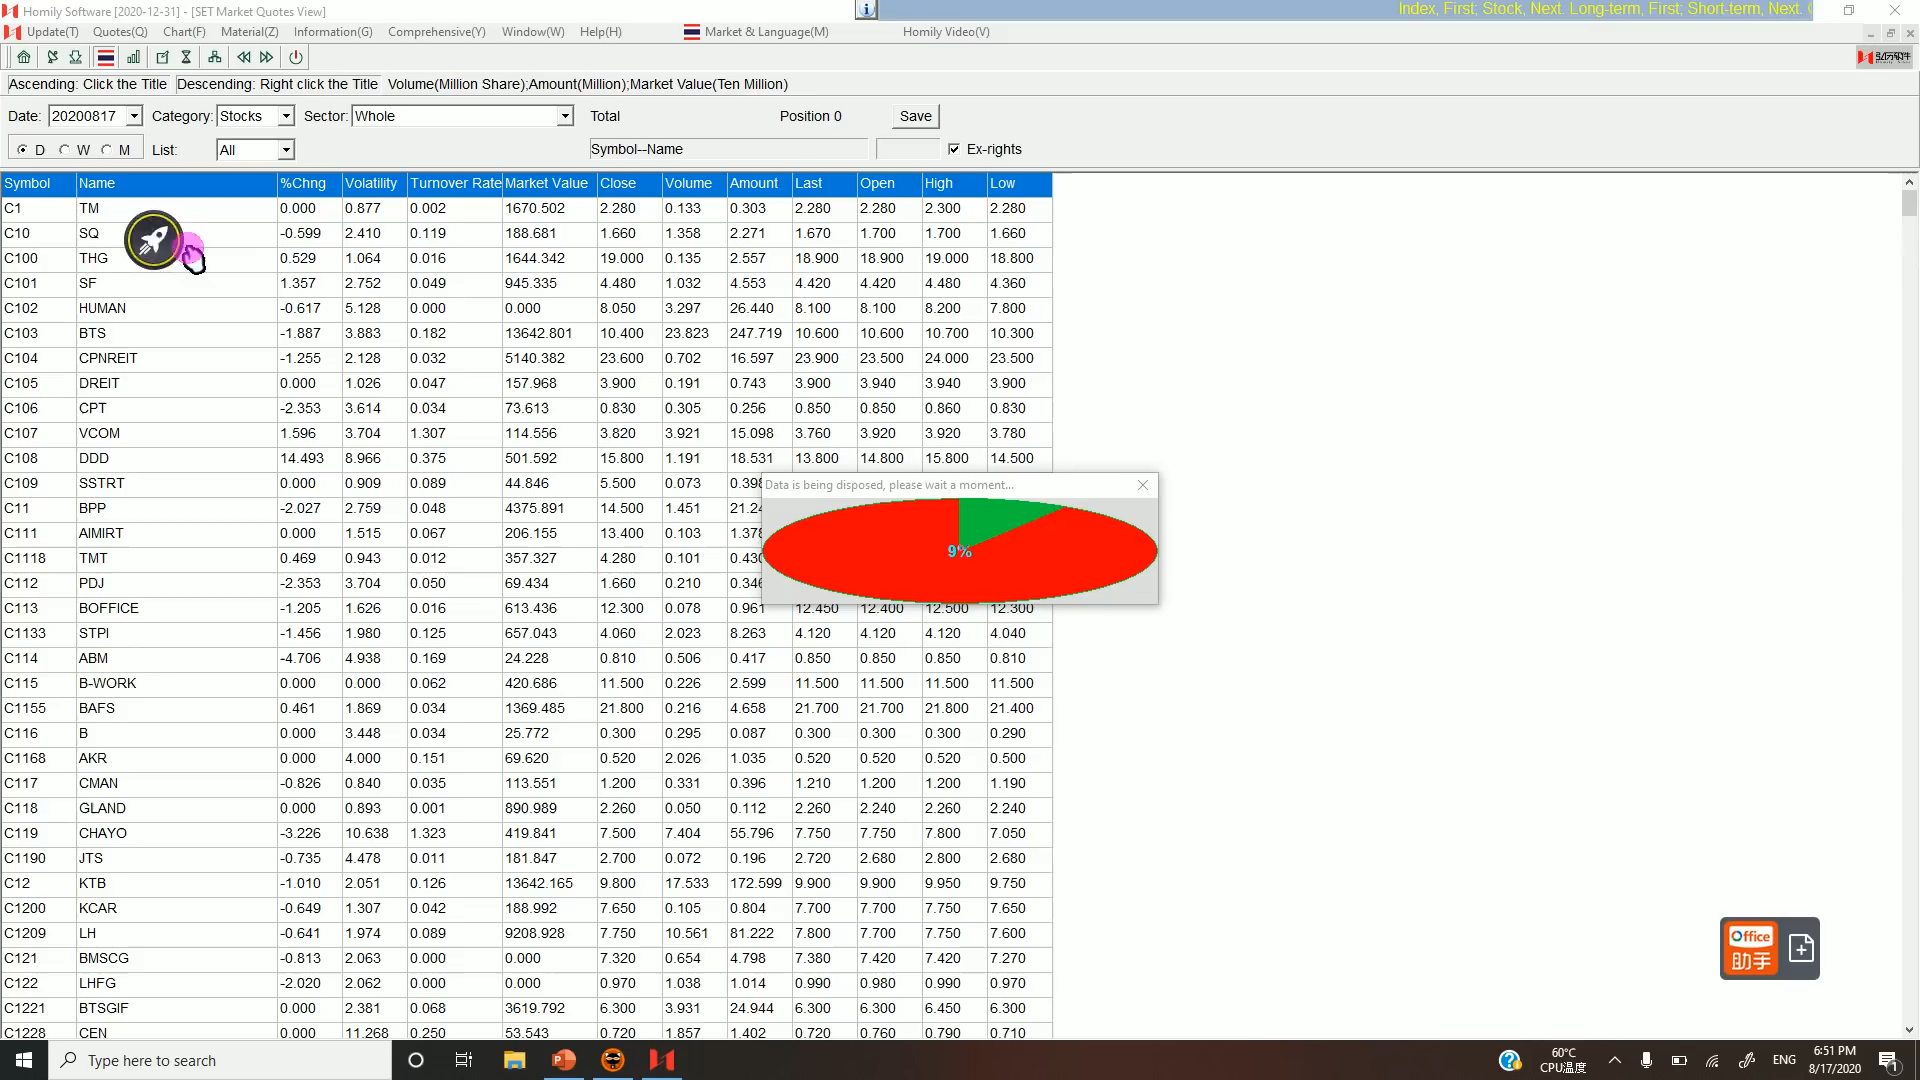 Homily Software [2020-12-31] - [SET Market Quotes View]
Index, First; Stock, Next. Long-term, First; Short-term, Next.
Update(T) Quotes(Q) Chart(F) Material(Z) Information(G) Comprehensive(Y) Window(W) Help(H) Market & Language(M) Homily Video(V)
弘历软件
Ascending: Click the Title Descending: Right click the Title Volume(Million Share);Amount(Million);Market Value(Ten Million)
Date: 20200817 Category: Stocks Sector: Whole Total Position 0 Save
D W M List: All Symbol--Name Ex-rights
Symbol Name %Chng Volatility Turnover Rate Market Value Close Volume Amount Last Open High Low
C1 TM 0.000 0.877 0.002 1670.502 2.280 0.133 0.303 2.280 2.280 2.300 2.280
C10 SQ -0.599 2.410 0.119 188.681 1.660 1.358 2.271 1.670 1.700 1.700 1.660
C100 THG 0.529 1.064 0.016 1644.342 19.000 0.135 2.557 18.900 18.900 19.000 18.800
C101 SF 1.357 2.752 0.049 945.335 4.480 1.032 4.553 4.420 4.420 4.480 4.360
C102 HUMAN -0.617 5.128 0.000 0.000 8.050 3.297 26.440 8.100 8.100 8.200 7.800
C103 BTS -1.887 3.883 0.182 13642.801 10.400 23.823 247.719 10.600 10.600 10.700 10.300
C104 CPNREIT -1.255 2.128 0.032 5140.382 23.600 0.702 16.597 23.900 23.500 24.000 23.500
C105 DREIT 0.000 1.026 0.047 157.968 3.900 0.191 0.743 3.900 3.940 3.940 3.900
C106 CPT -2.353 3.614 0.034 73.613 0.830 0.305 0.256 0.850 0.850 0.860 0.830
C107 VCOM 1.596 3.704 1.307 114.556 3.820 3.921 15.098 3.760 3.920 3.920 3.780
C108 DDD 14.493 8.966 0.375 501.592 15.800 1.191 18.531 13.800 14.800 15.800 14.500
C109 SSTRT 0.000 0.909 0.089 44.846 5.500 0.073
Data is being disposed, please wait a moment...
C11 BPP -2.027 2.759 0.048 4375.891 14.500 1.451
C111 AIMIRT 0.000 1.515 0.067 206.155 13.400 0.103
9%
C1118 TMT 0.469 0.943 0.012 357.327 4.280 0.101
C112 PDJ -2.353 3.704 0.050 69.434 1.660 0.210
C113 BOFFICE -1.205 1.626 0.016 613.436 12.300 0.078 0.961 12.450 12.400 12.500 12.300
C1133 STPI -1.456 1.980 0.125 657.043 4.060 2.023 8.263 4.120 4.120 4.120 4.040
C114 ABM -4.706 4.938 0.169 24.228 0.810 0.506 0.417 0.850 0.850 0.850 0.810
C115 B-WORK 0.000 0.000 0.062 420.686 11.500 0.226 2.599 11.500 11.500 11.500 11.500
C1155 BAFS 0.461 1.869 0.034 1369.485 21.800 0.216 4.658 21.700 21.700 21.800 21.400
C116 B 0.000 3.448 0.034 25.772 0.300 0.295 0.087 0.300 0.300 0.300 0.290
C1168 AKR 0.000 4.000 0.151 69.620 0.520 2.026 1.035 0.520 0.520 0.520 0.500
C117 CMAN -0.826 0.840 0.035 113.551 1.200 0.331 0.396 1.210 1.200 1.200 1.190
C118 GLAND 0.000 0.893 0.001 890.989 2.260 0.050 0.112 2.260 2.240 2.260 2.240
C119 CHAYO -3.226 10.638 1.323 419.841 7.500 7.404 55.796 7.750 7.750 7.800 7.050
C1190 JTS -0.735 4.478 0.011 181.847 2.700 0.072 0.196 2.720 2.680 2.800 2.680
C12 KTB -1.010 2.051 0.126 13642.165 9.800 17.533 172.599 9.900 9.900 9.950 9.750
C1200 KCAR -0.649 1.307 0.042 188.992 7.650 0.105 0.804 7.700 7.700 7.750 7.650
C1209 LH -0.641 1.974 0.089 9208.928 7.750 10.561 81.222 7.800 7.700 7.750 7.600
C121 BMSCG -0.813 2.063 0.000 0.000 7.320 0.654 4.798 7.380 7.420 7.420 7.270
C122 LHFG -2.020 2.062 0.000 0.000 0.970 1.038 1.014 0.990 0.980 0.990 0.970
C1221 BTSGIF 0.000 2.381 0.068 3619.792 6.300 3.931 24.944 6.300 6.300 6.450 6.300
C1228 CEN 0.000 11.268 0.250 53.543 0.720 1.857 1.402 0.720 0.760 0.790 0.710
Office
助手
Type here to search
60°C
CPU温度
ENG
6:51 PM
8/17/2020
1